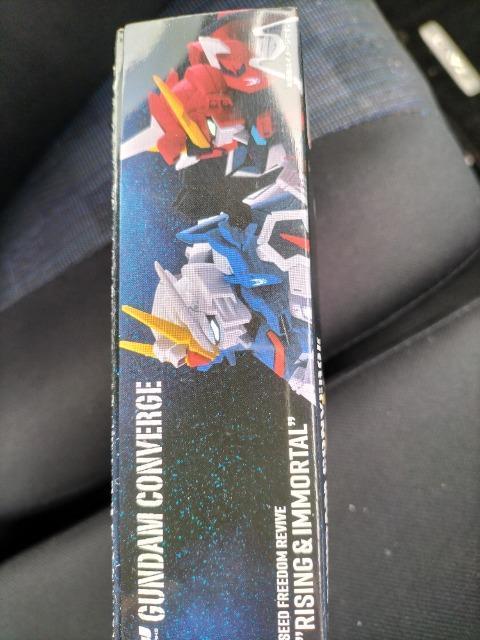 GUNDAM CONVERGE
SEED FREEDOM REVIVE
"RISING & IMMORTAL"